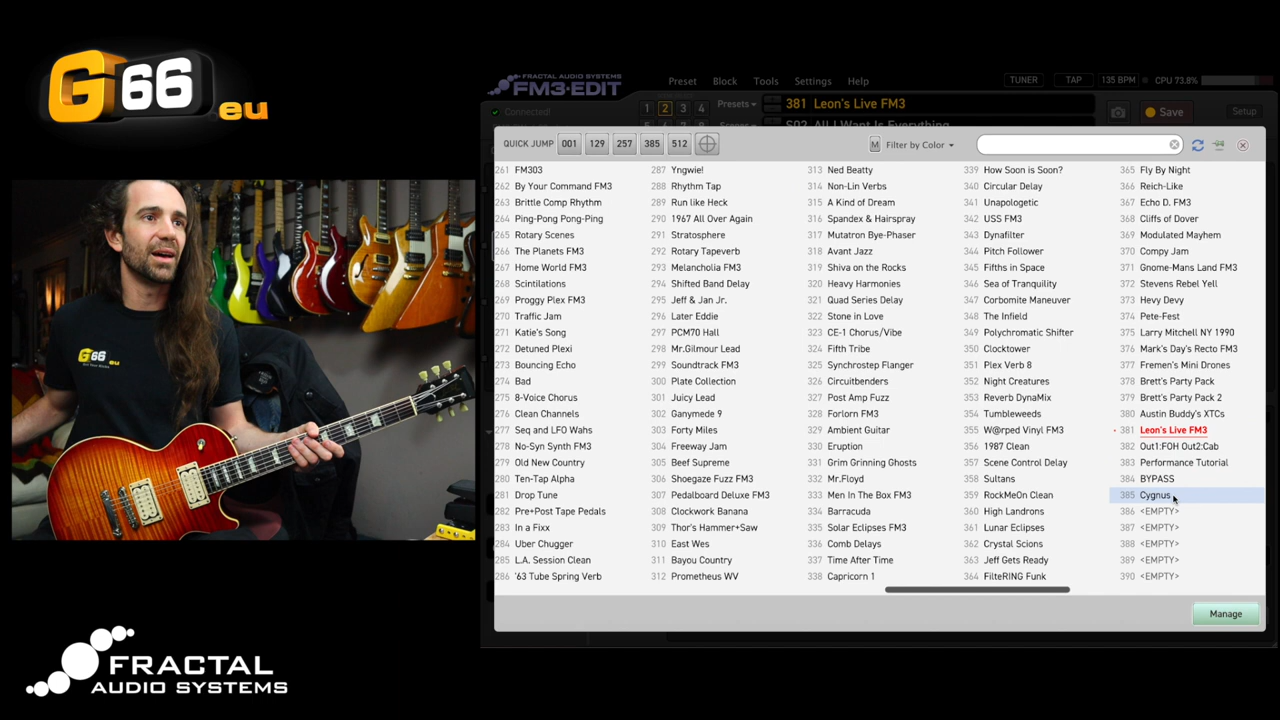 G66
.eu
G66
.eu
FRACTAL
AUDIO SYSTEMS
FRACTAL AUDIO SYSTEMS
FM3-EDIT
Preset Block Tools Settings Help
TUNER TAP 135 BPM CPU 73.8%
Connected!
1 2 3 4 Presets 381 Leon's Live FM3 Save Setup
S02 All I Want Is Everything
QUICK JUMP 001 129 257 385 512 M Filter by Color
261 FM303
262 By Your Command FM3
263 Brittle Comp Rhythm
264 Ping-Pong Ping-Pong
265 Rotary Scenes
266 The Planets FM3
267 Home World FM3
268 Scintilations
269 Proggy Plex FM3
270 Traffic Jam
271 Katie's Song
272 Detuned Plexi
273 Bouncing Echo
274 Bad
275 8-Voice Chorus
276 Clean Channels
277 Seq and LFO Wahs
278 No-Syn Synth FM3
279 Old New Country
280 Ten-Tap Alpha
281 Drop Tune
282 Pre+Post Tape Pedals
283 In a Fixx
284 Uber Chugger
285 L.A. Session Clean
286 '63 Tube Spring Verb
287 Yngwie!
288 Rhythm Tap
289 Run like Heck
290 1967 All Over Again
291 Stratosphere
292 Rotary Tapeverb
293 Melancholia FM3
294 Shifted Band Delay
295 Jeff & Jan Jr.
296 Later Eddie
297 PCM70 Hall
298 Mr.Gilmour Lead
299 Soundtrack FM3
300 Plate Collection
301 Juicy Lead
302 Ganymede 9
303 Forty Miles
304 Freeway Jam
305 Beef Supreme
306 Shoegaze Fuzz FM3
307 Pedalboard Deluxe FM3
308 Clockwork Banana
309 Thor's Hammer+Saw
310 East Wes
311 Bayou Country
312 Prometheus WV
313 Ned Beatty
314 Non-Lin Verbs
315 A Kind of Dream
316 Spandex & Hairspray
317 Mutatron Bye-Phaser
318 Avant Jazz
319 Shiva on the Rocks
320 Heavy Harmonies
321 Quad Series Delay
322 Stone in Love
323 CE-1 Chorus/Vibe
324 Fifth Tribe
325 Synchrostep Flanger
326 Circuitbenders
327 Post Amp Fuzz
328 Forlorn FM3
329 Ambient Guitar
330 Eruption
331 Grim Grinning Ghosts
332 Mr.Floyd
333 Men In The Box FM3
334 Barracuda
335 Solar Eclipses FM3
336 Comb Delays
337 Time After Time
338 Capricorn 1
339 How Soon is Soon?
340 Circular Delay
341 Unapologetic
342 USS FM3
343 Dynafilter
344 Pitch Follower
345 Fifths in Space
346 Sea of Tranquility
347 Corbomite Maneuver
348 The Infield
349 Polychromatic Shifter
350 Clocktower
351 Plex Verb 8
352 Night Creatures
353 Reverb DynaMix
354 Tumbleweeds
355 W@rped Vinyl FM3
356 1987 Clean
357 Scene Control Delay
358 Sultans
359 RockMeOn Clean
360 High Landrons
361 Lunar Eclipses
362 Crystal Scions
363 Jeff Gets Ready
364 FilteRING Funk
365 Fly By Night
366 Reich-Like
367 Echo D. FM3
368 Cliffs of Dover
369 Modulated Mayhem
370 Compy Jam
371 Gnome-Mans Land FM3
372 Stevens Rebel Yell
373 Hevy Devy
374 Pete-Fest
375 Larry Mitchell NY 1990
376 Mark's Day's Recto FM3
377 Fremen's Mini Drones
378 Brett's Party Pack
379 Brett's Party Pack 2
380 Austin Buddy's XTCs
381 Leon's Live FM3
382 Out1:FOH Out2:Cab
383 Performance Tutorial
384 BYPASS
385 Cygnus
386 <EMPTY>
387 <EMPTY>
388 <EMPTY>
389 <EMPTY>
390 <EMPTY>
Manage